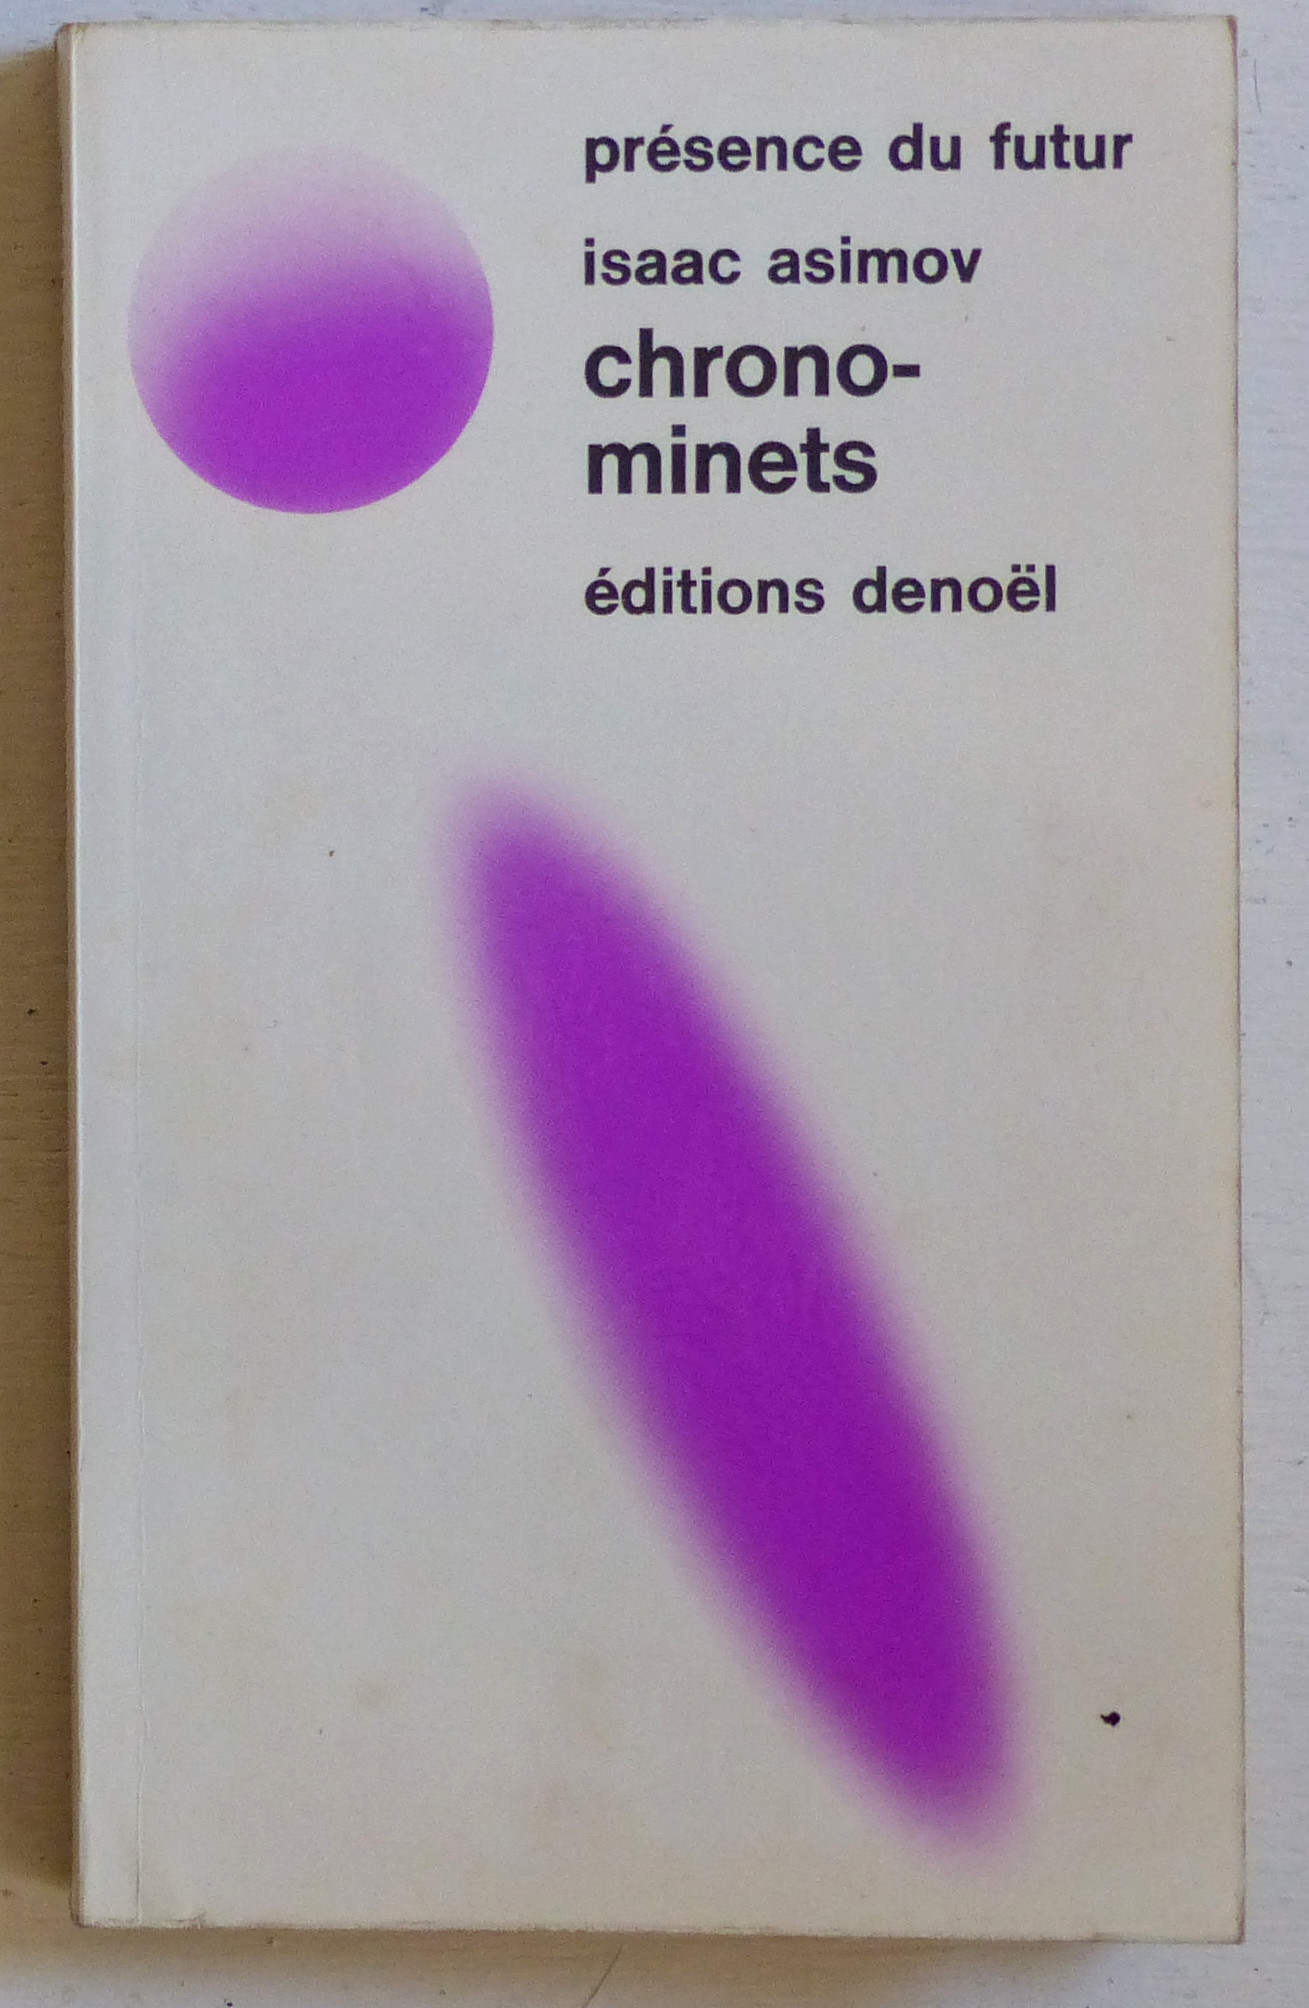 présence du futur
isaac asimov
chrono-
minets
éditions denoël